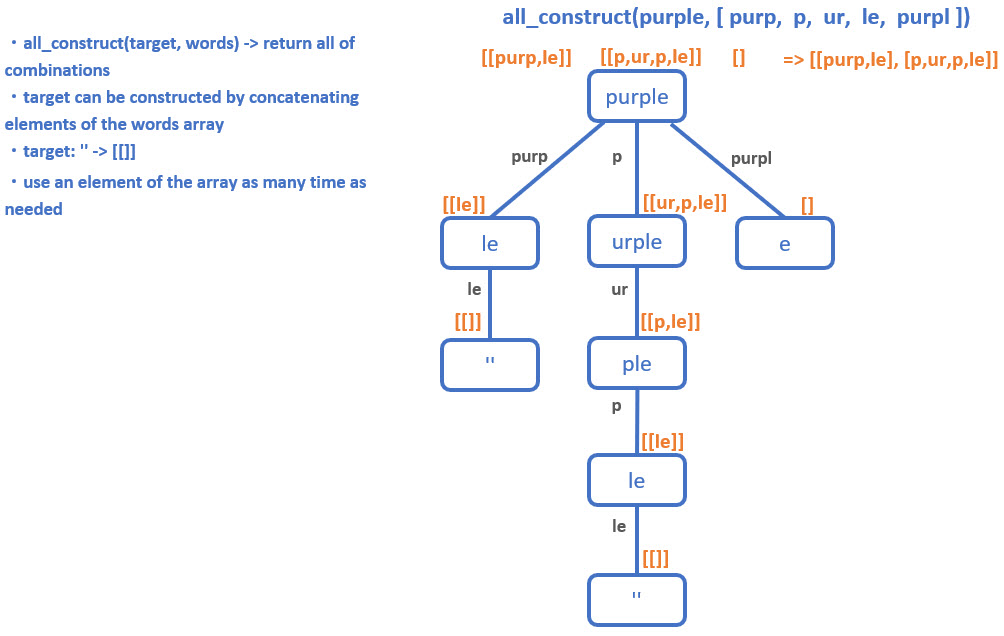 all_construct(purple, [ purp,  p,  ur,  le,  purpl ])
・all_construct(target, words) -> return all of
combinations
・target can be constructed by concatenating
elements of the words array
・target: '' -> [[]]
・use an element of the array as many time as
needed
[[purp,le]] [[p,ur,p,le]] [] => [[purp,le], [p,ur,p,le]]
purple
purp p purpl
[[le]] [[ur,p,le]] []
le urple e
le ur
[[]] [[p,le]]
'' ple
p
[[le]]
le
le
[[]]
''